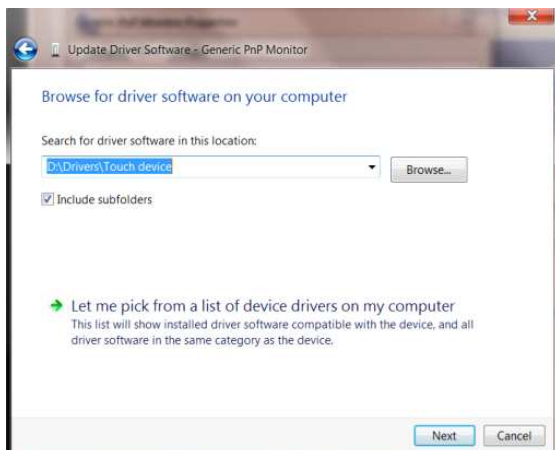 Update Driver Software - Generic PnP Monitor
Browse for driver software on your computer
Search for driver software in this location:
D:\Drivers\Touch device
Browse...
Include subfolders
Let me pick from a list of device drivers on my computer
This list will show installed driver software compatible with the device, and all
driver software in the same category as the device.
Next
Cancel